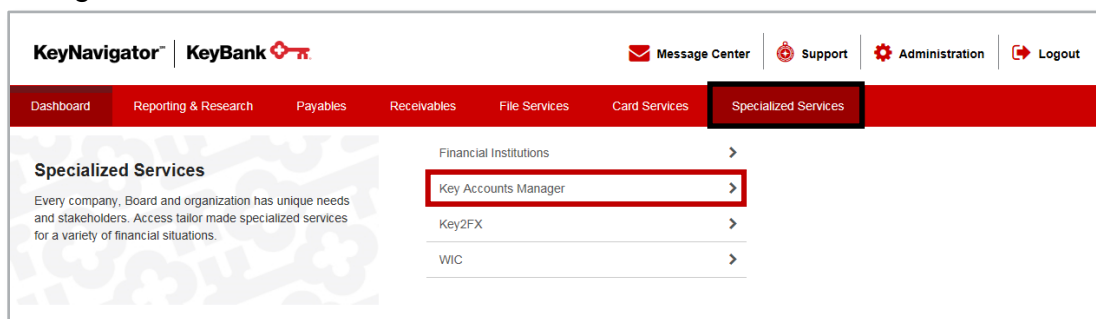 KeyNavigator℠ KeyBank
Message Center Support Administration Logout
Dashboard Reporting & Research Payables Receivables File Services Card Services Specialized Services
Specialized Services
Every company, Board and organization has unique needs
and stakeholders. Access tailor made specialized services
for a variety of financial situations.
Financial Institutions
Key Accounts Manager
Key2FX
WIC